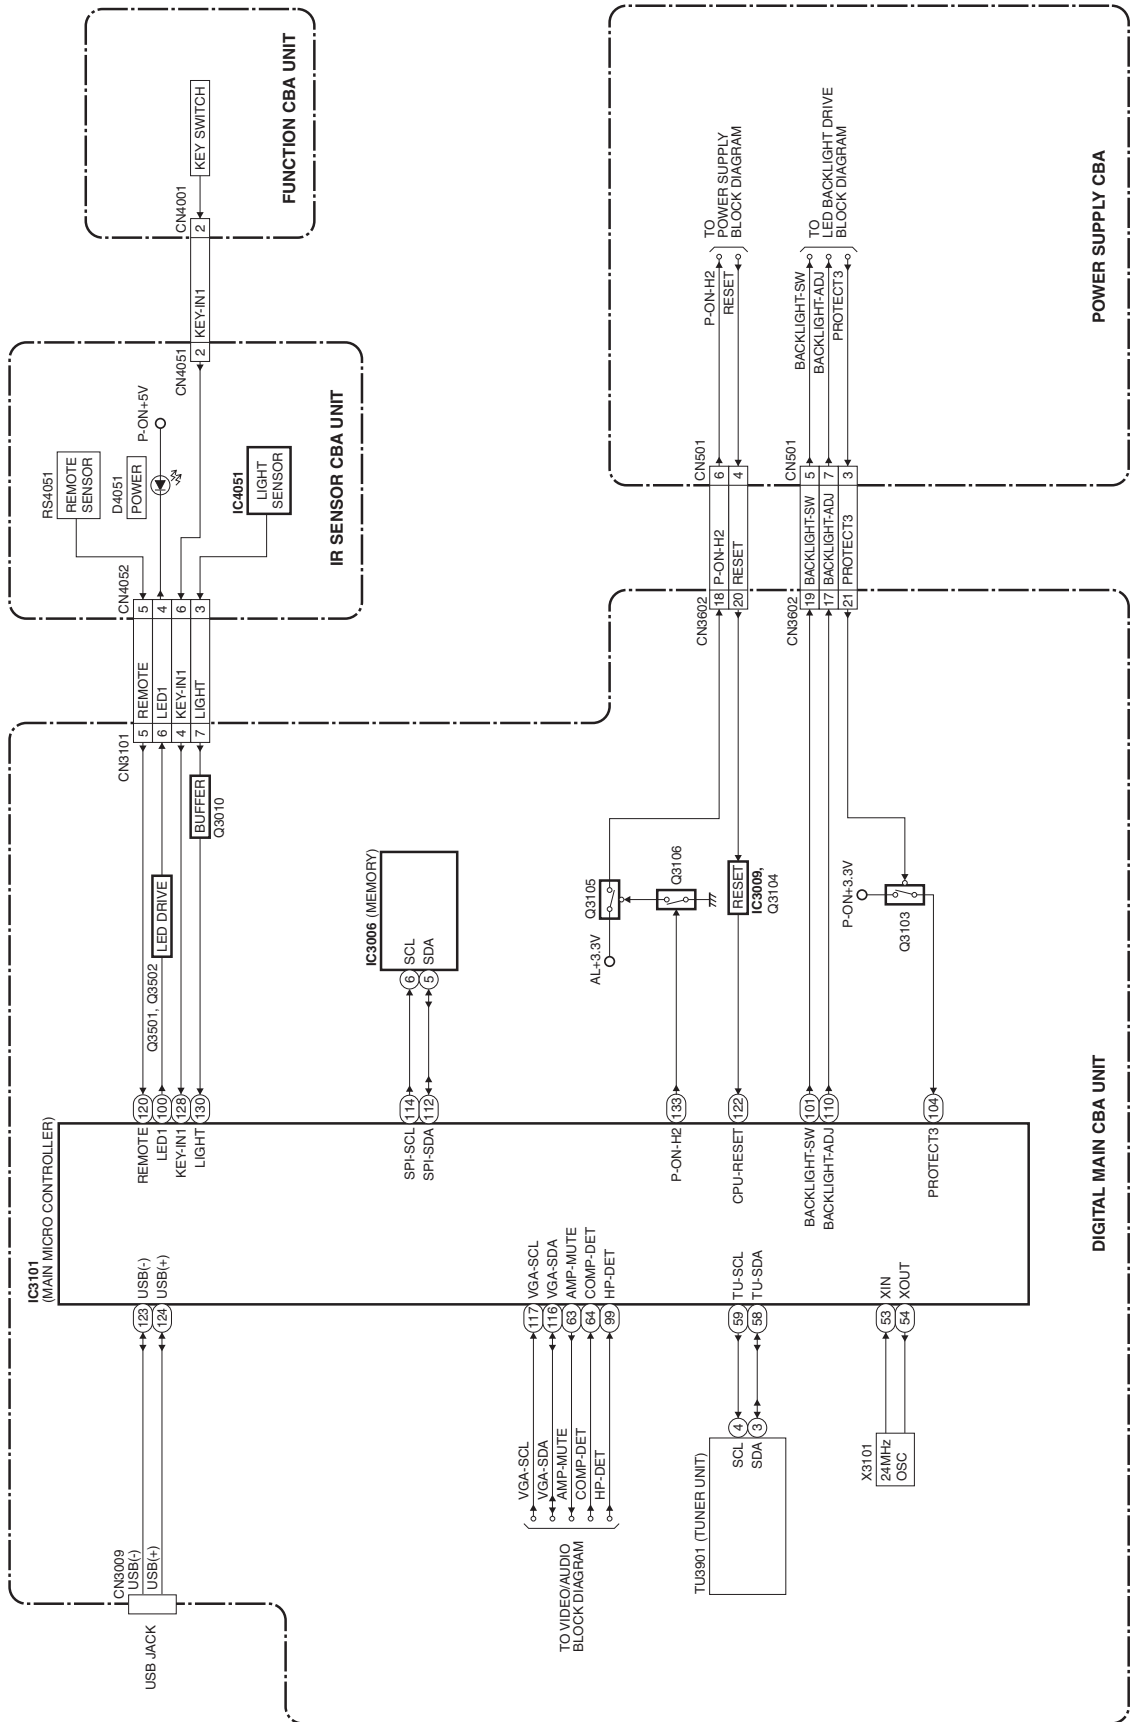 IC3101
(MAIN MICRO CONTROLLER)
USB JACK
CN3009
USB(-)
USB(+)
123
USB(-)
124
USB(+)
REMOTE
120
LED1
100
KEY-IN1
128
LIGHT
130
Q3501, Q3502
LED DRIVE
BUFFER
Q3010
CN3101
5
REMOTE
5
6
LED1
4
4
KEY-IN1
6
7
LIGHT
3
CN4052
RS4051
REMOTE
SENSOR
D4051
POWER
P-ON+5V
IC4051
LIGHT
SENSOR
IR SENSOR CBA UNIT
CN4051
2
KEY-IN1
2
CN4001
KEY SWITCH
FUNCTION CBA UNIT
SPI-SCL
114
SPI-SDA
112
IC3006 (MEMORY)
6
SCL
5
SDA
TO VIDEO/AUDIO
BLOCK DIAGRAM
VGA-SCL
VGA-SDA
AMP-MUTE
COMP-DET
HP-DET
117
VGA-SCL
116
VGA-SDA
63
AMP-MUTE
64
COMP-DET
99
HP-DET
P-ON-H2
133
AL+3.3V
Q3105
Q3106
CPU-RESET
122
RESET
IC3009,
Q3104
CN3602
18
P-ON-H2
6
20
RESET
4
CN501
P-ON-H2
RESET
TO
POWER SUPPLY
BLOCK DIAGRAM
TU3901 (TUNER UNIT)
SCL
4
SDA
3
59
TU-SCL
58
TU-SDA
BACKLIGHT-SW
101
BACKLIGHT-ADJ
110
CN3602
19
BACKLIGHT-SW
5
17
BACKLIGHT-ADJ
7
21
PROTECT3
3
CN501
BACKLIGHT-SW
BACKLIGHT-ADJ
PROTECT3
TO
LED BACKLIGHT DRIVE
BLOCK DIAGRAM
X3101
24MHz
OSC
53
XIN
54
XOUT
PROTECT3
104
P-ON+3.3V
Q3103
DIGITAL MAIN CBA UNIT
POWER SUPPLY CBA